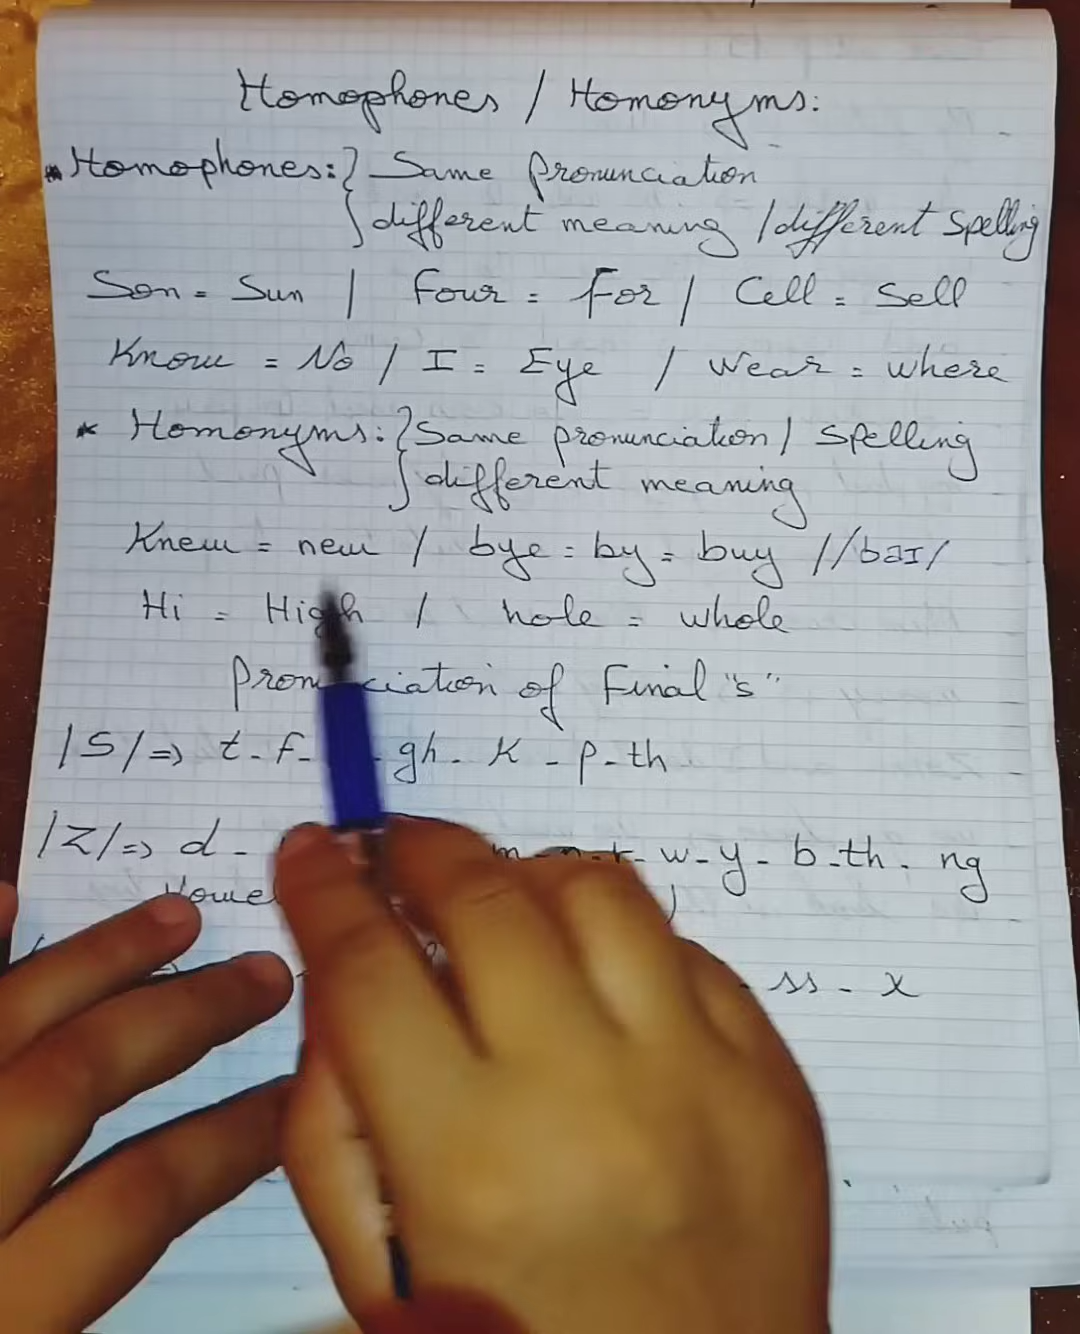 Homophones / Homonyms:
* Homophones: } Same pronunciation
different meaning / different spelling
Son = Sun / Four = For / Cell = Sell
Know = No / I = Eye / Wear = where
* Homonyms: } Same pronunciation / spelling
different meaning
Knew = new / bye = by = buy //baI/
Hi = High / hole = whole
Pronunciation of Final "s"
/S/ => t - f - gh - K - p - th
/Z/ => d - m - n - r - w - y - b - th - ng
- ss - x